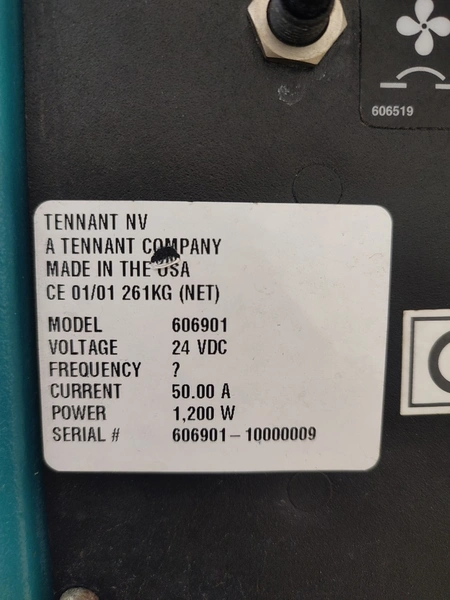 606519
TENNANT NV
A TENNANT COMPANY
MADE IN THE USA
CE 01/01 261KG (NET)
MODEL 606901
VOLTAGE 24 VDC
FREQUENCY ?
CURRENT 50.00 A
POWER 1,200 W
SERIAL # 606901-10000009